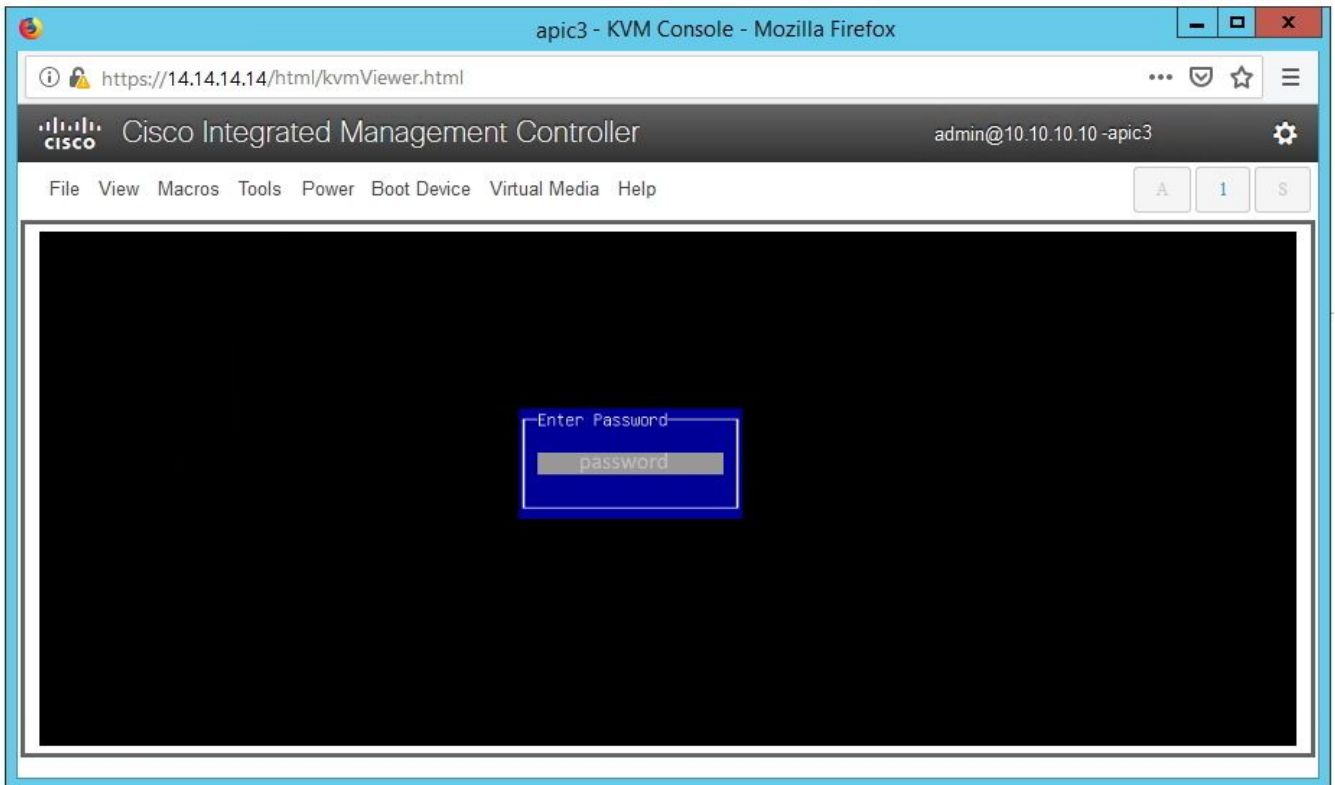 apic3 - KVM Console - Mozilla Firefox
https://14.14.14.14/html/kvmViewer.html
cisco Cisco Integrated Management Controller admin@10.10.10.10 -apic3
File View Macros Tools Power Boot Device Virtual Media Help A 1 S
Enter Password
password